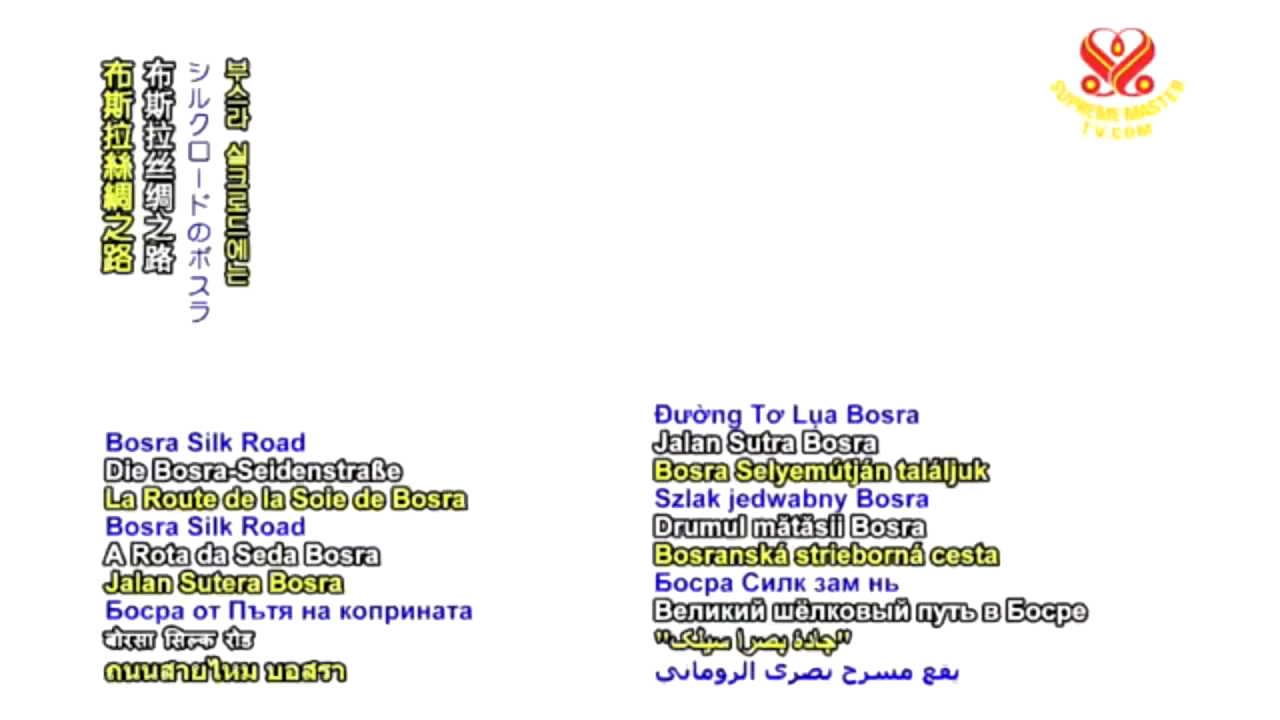 布斯拉絲綢之路
布斯拉丝绸之路
シルクロードのボスラ
부스라 실크로드에는
SUPREME MASTER
TV.COM
Bosra Silk Road
Die Bosra-Seidenstraße
La Route de la Soie de Bosra
Bosra Silk Road
A Rota da Seda Bosra
Jalan Sutera Bosra
Босра от Пътя на коприната
बोरसा सिल्क रोड
ถนนสายไหม บอสรา
Đường Tơ Lụa Bosra
Jalan Sutra Bosra
Bosra Selyemútján találjuk
Szlak jedwabny Bosra
Drumul mătăsii Bosra
Bosranská strieborná cesta
Босра Силк зам нь
Великий шёлковый путь в Босре
"جادهٔ بصرا سیلک"
يقع مسرح بصرى الروماني